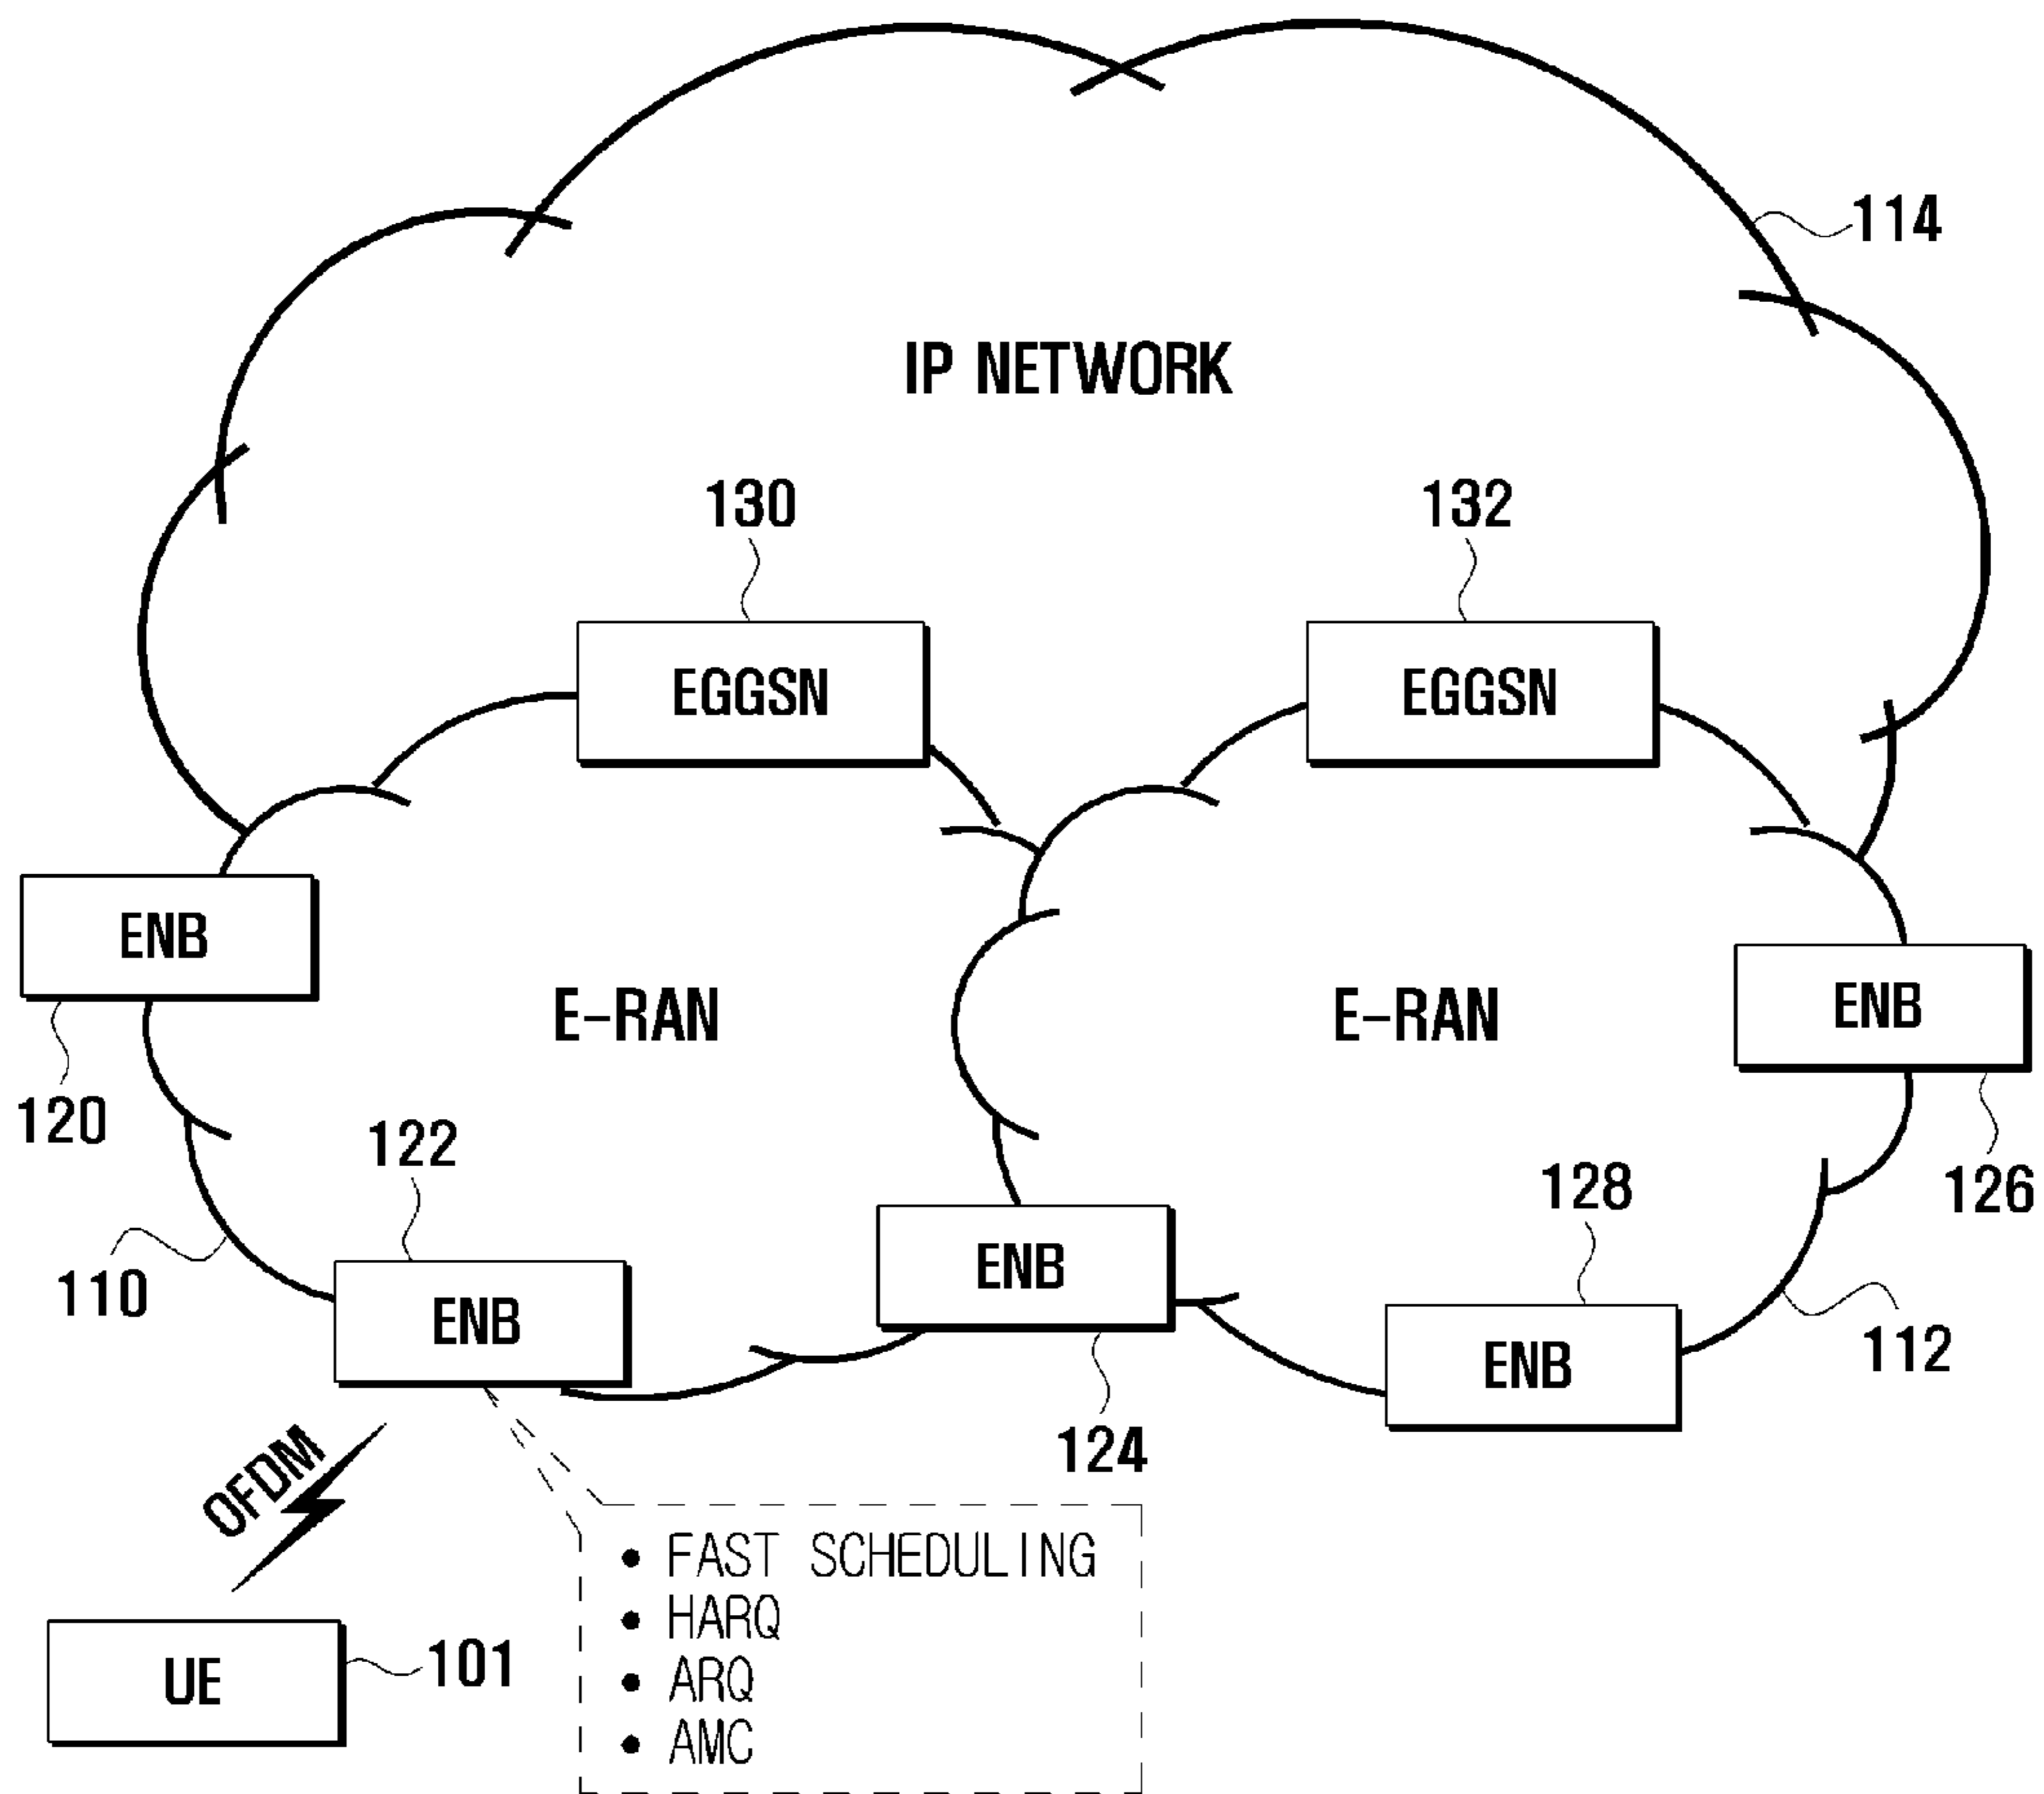 114
IP NETWORK
130
132
EGGSN
EGGSN
ENB
E-RAN
E-RAN
ENB
120
122
128
126
110
ENB
ENB
ENB
112
124
OFDM
• FAST SCHEDULING
• HARQ
• ARQ
• AMC
UE
101